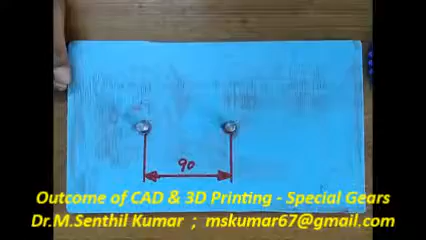 90
Outcome of CAD & 3D Printing - Special Gears
Dr.M.Senthil Kumar ; mskumar67@gmail.com